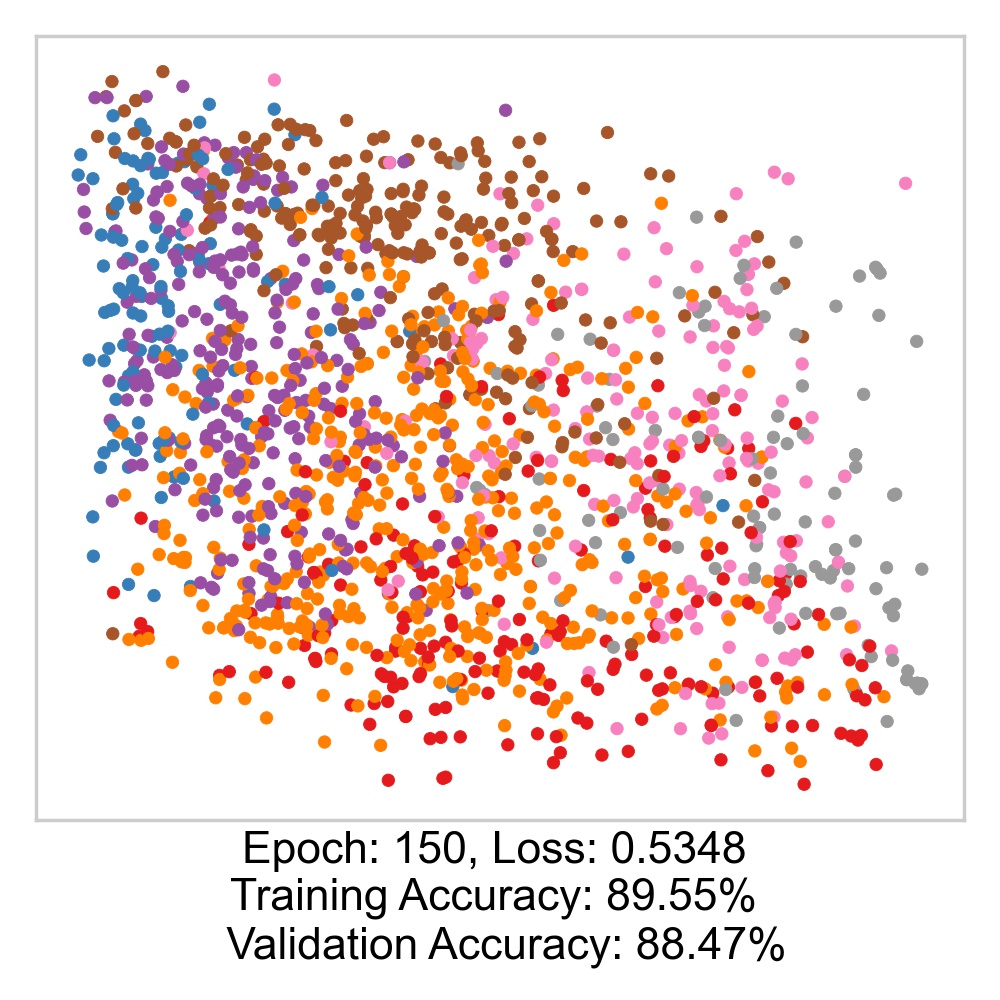 Epoch: 150, Loss: 0.5348
Training Accuracy: 89.55%
Validation Accuracy: 88.47%